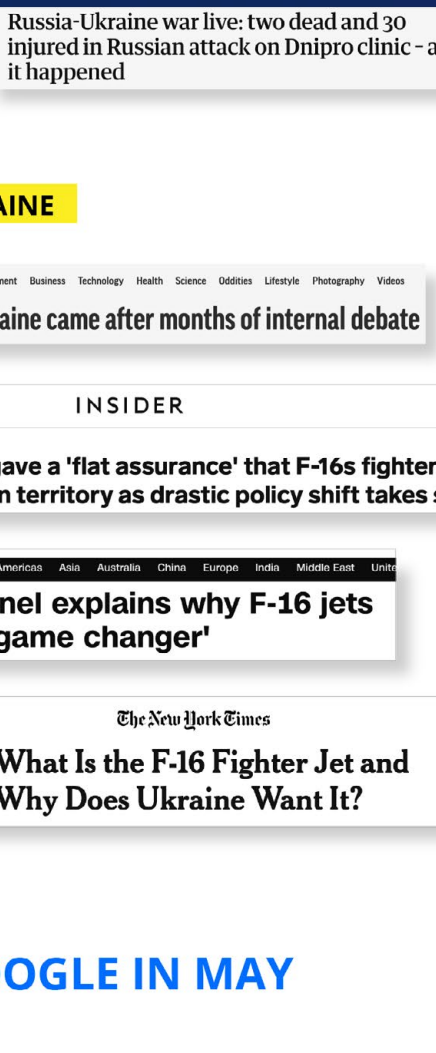 Russia-Ukraine war live: two dead and 30
injured in Russian attack on Dnipro clinic – a
it happened
AINE
ment Business Technology Health Science Oddities Lifestyle Photography Videos
aine came after months of internal debate
INSIDER
gave a 'flat assurance' that F-16s fighter
n territory as drastic policy shift takes s
Americas Asia Australia China Europe India Middle East Unite
nel explains why F-16 jets
game changer'
The New York Times
What Is the F-16 Fighter Jet and
Why Does Ukraine Want It?
OOGLE IN MAY